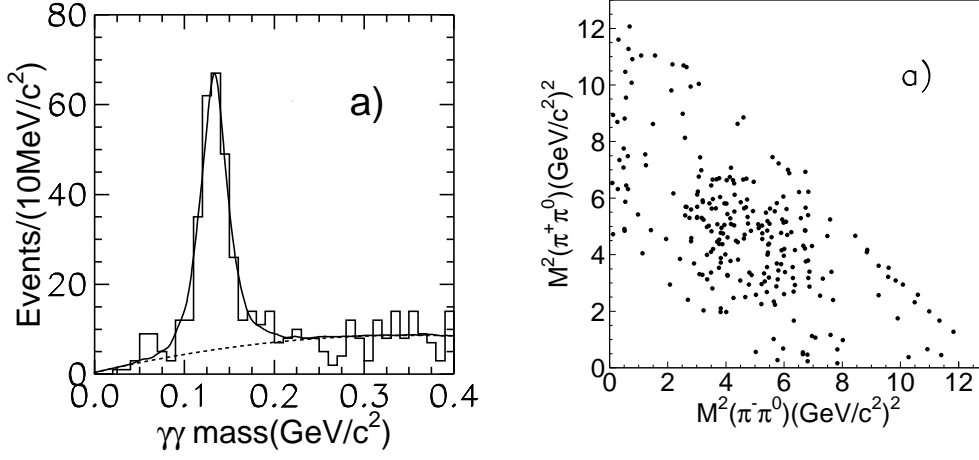 80
60
40
20
0
Events/(10MeV/c²)
a)
0.0 0.1 0.2 0.3 0.4
γγ mass(GeV/c²)
12
10
8
6
4
2
0
M²(π⁺π⁰)(GeV/c²)²
a)
0 2 4 6 8 10 12
M²(π⁻π⁰)(GeV/c²)²